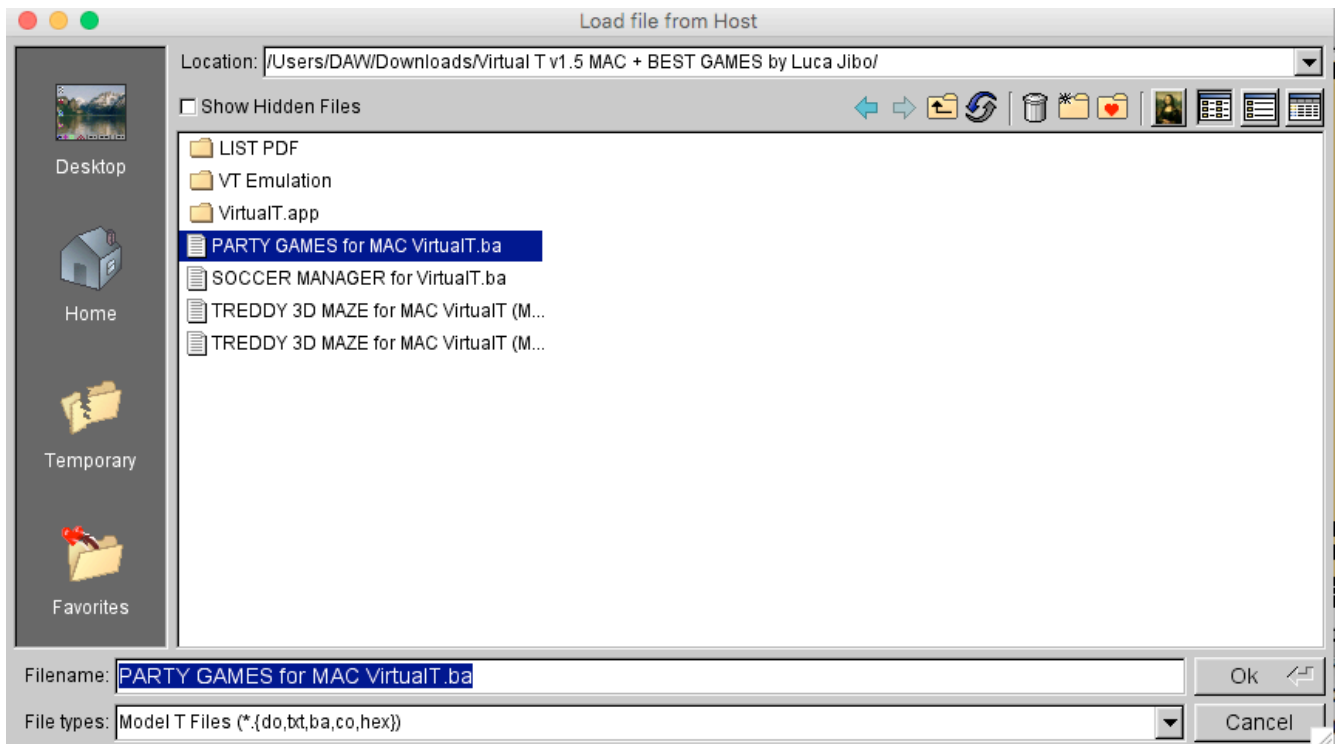 Load file from Host
Location: /Users/DAW/Downloads/Virtual T v1.5 MAC + BEST GAMES by Luca Jibo/
Show Hidden Files
Desktop
Home
Temporary
Favorites
LIST PDF
VT Emulation
VirtualT.app
PARTY GAMES for MAC VirtualT.ba
SOCCER MANAGER for VirtualT.ba
TREDDY 3D MAZE for MAC VirtualT (M...
TREDDY 3D MAZE for MAC VirtualT (M...
Filename: PARTY GAMES for MAC VirtualT.ba
Ok
File types: Model T Files (*.{do,txt,ba,co,hex})
Cancel